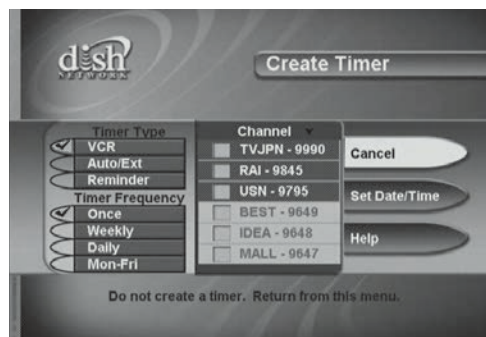 dish
NETWORK
Create Timer
Timer Type
VCR
Auto/Ext
Reminder
Timer Frequency
Once
Weekly
Daily
Mon-Fri
Channel
TVJPN - 9990
RAI - 9845
USN - 9795
BEST - 9649
IDEA - 9648
MALL - 9647
Cancel
Set Date/Time
Help
Do not create a timer. Return from this menu.